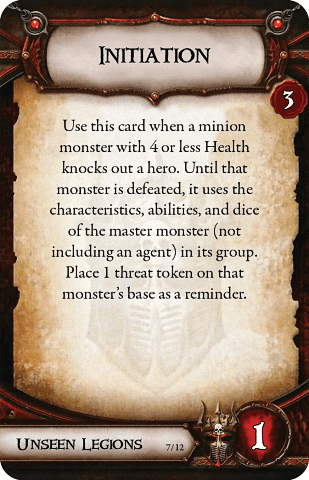 INITIATION
3
Use this card when a minion
monster with 4 or less Health
knocks out a hero. Until that
monster is defeated, it uses the
characteristics, abilities, and dice
of the master monster (not
including an agent) in its group.
Place 1 threat token on that
monster's base as a reminder.
UNSEEN LEGIONS 7/12
1